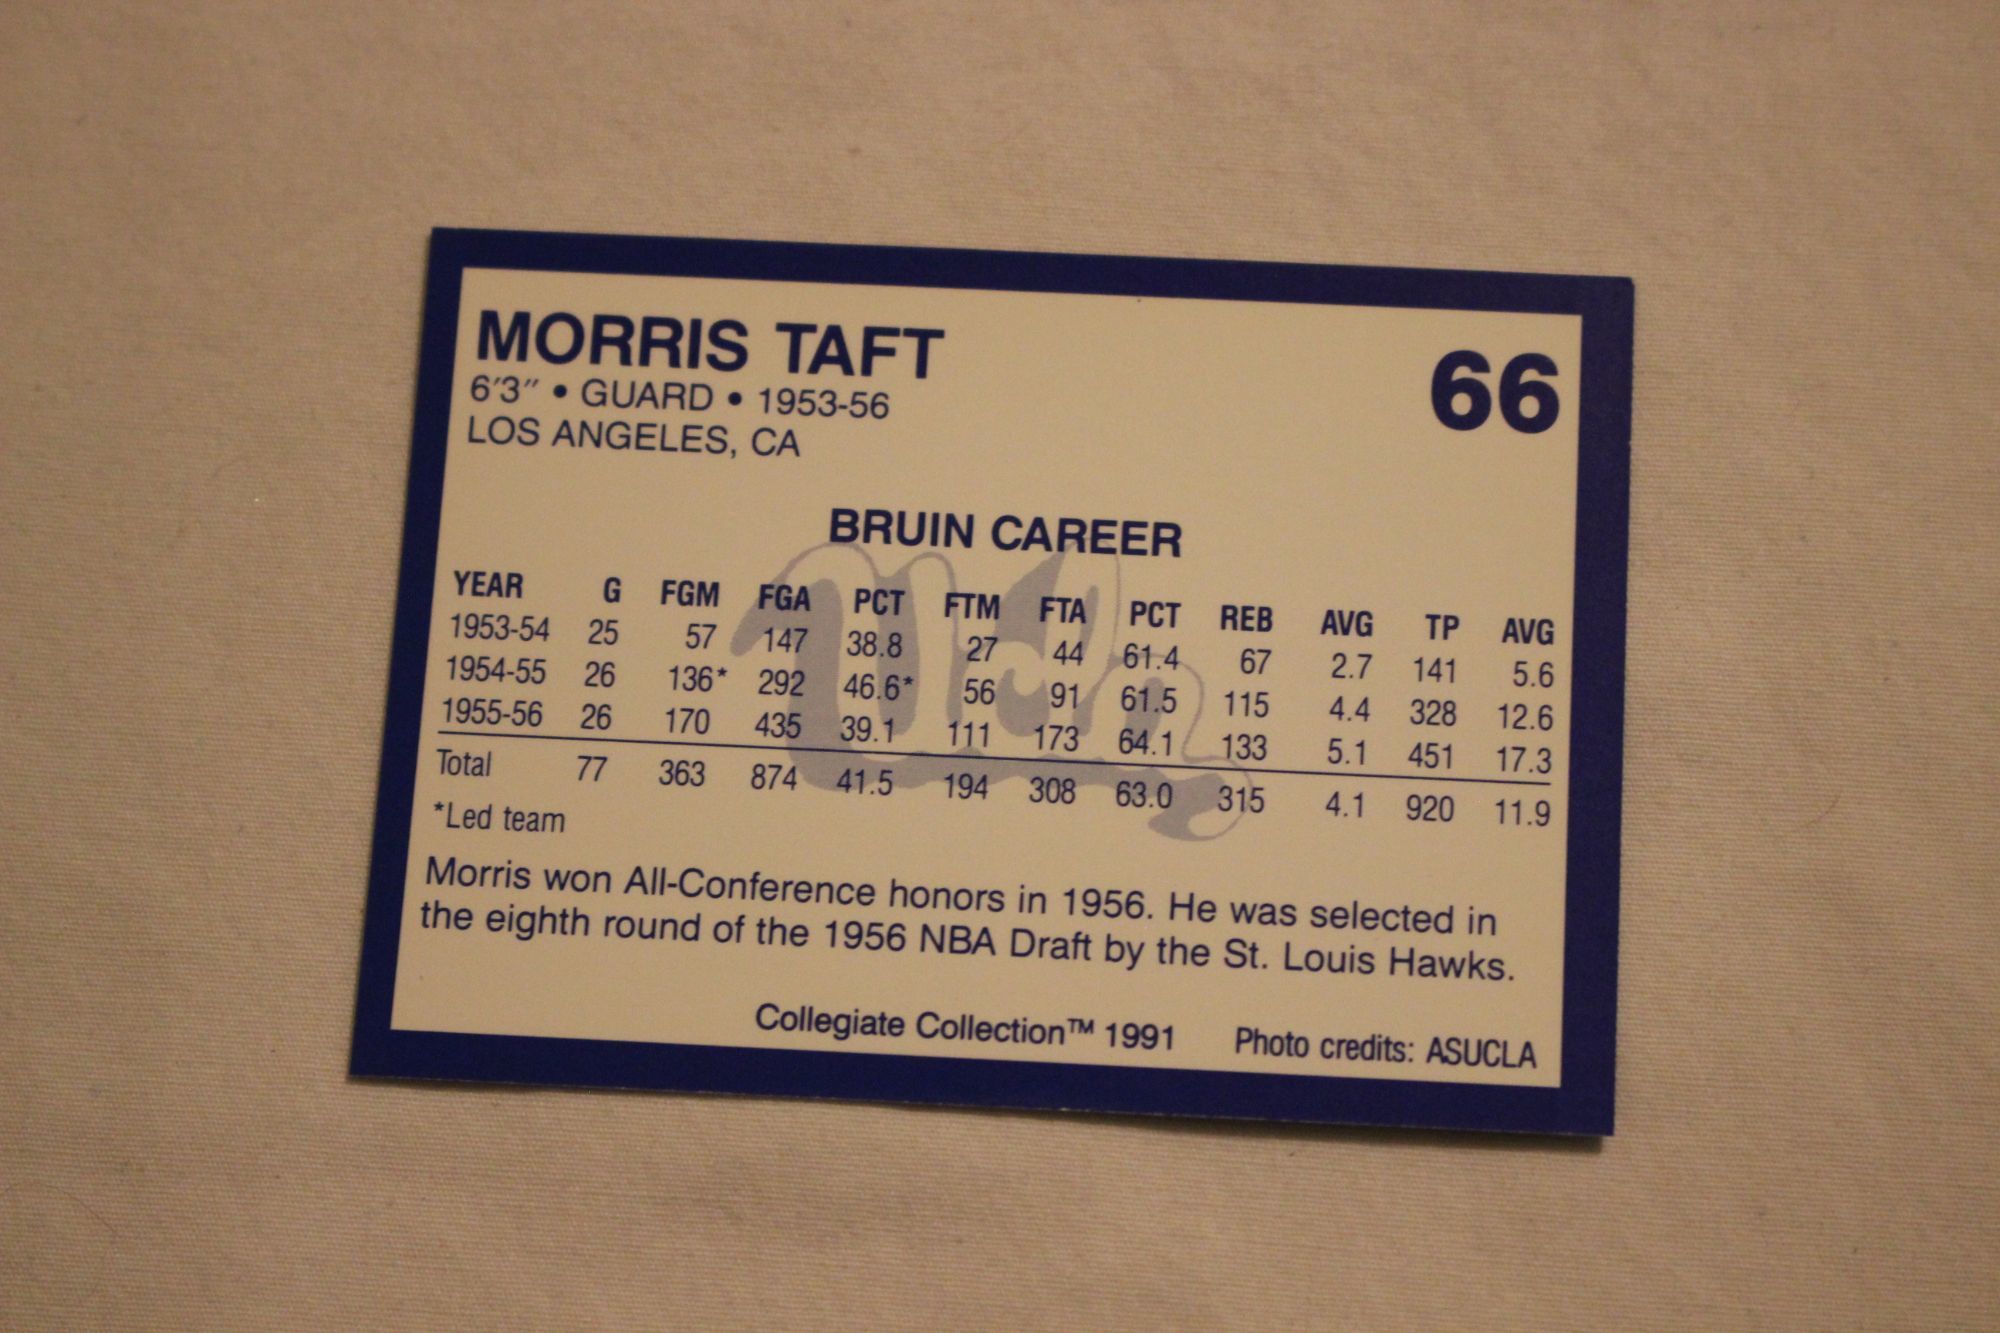 MORRIS TAFT
66
6'3" • GUARD • 1953-56
LOS ANGELES, CA
BRUIN CAREER
YEAR G FGM FGA PCT FTM FTA PCT REB AVG TP AVG
1953-54 25 57 147 38.8 27 44 61.4 67 2.7 141 5.6
1954-55 26 136* 292 46.6* 56 91 61.5 115 4.4 328 12.6
1955-56 26 170 435 39.1 111 173 64.1 133 5.1 451 17.3
Total 77 363 874 41.5 194 308 63.0 315 4.1 920 11.9
*Led team
Morris won All-Conference honors in 1956. He was selected in
the eighth round of the 1956 NBA Draft by the St. Louis Hawks.
Collegiate Collection™ 1991 Photo credits: ASUCLA